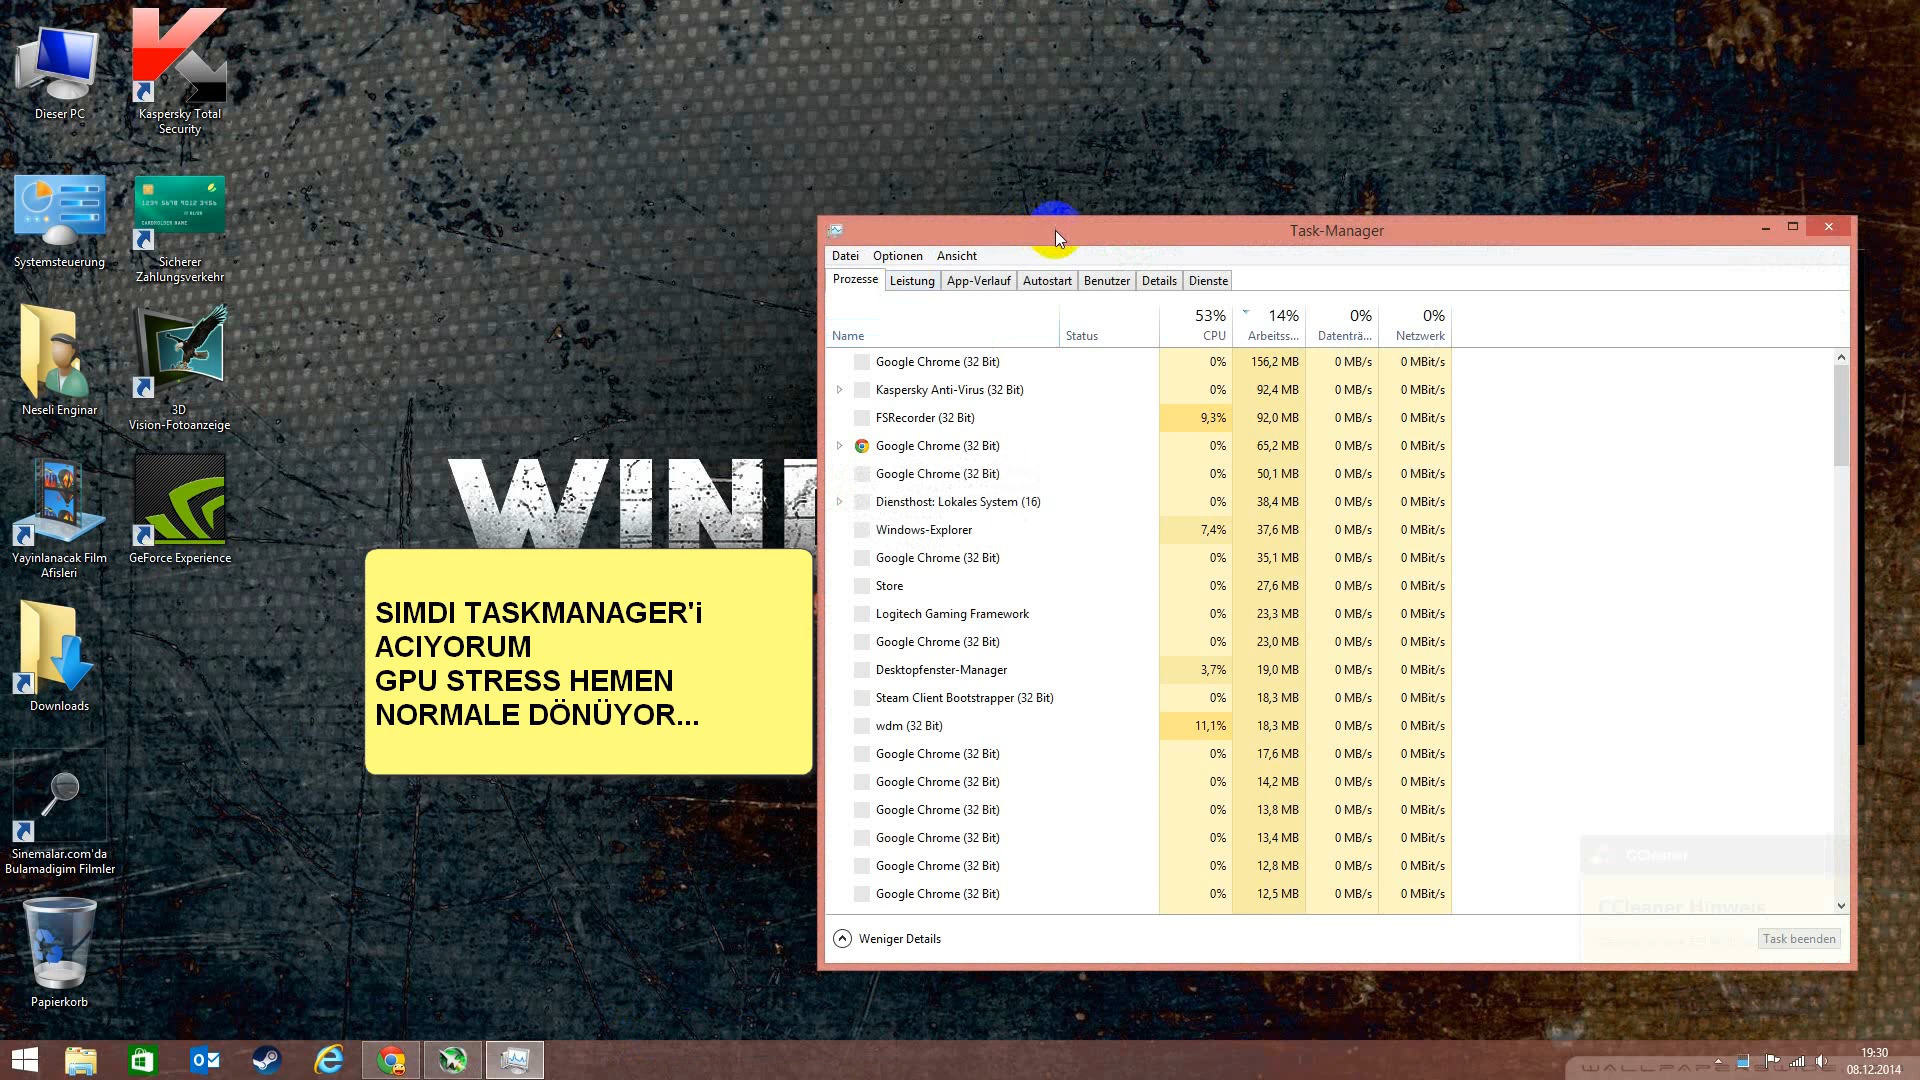 Dieser PC
Kaspersky Total
Security
Systemsteuerung
1234 5678 9012 3456
CARDHOLDER NAME
Sicherer
Zahlungsverkehr
Neseli Enginar
3D
Vision-Fotoanzeige
Yayinlanacak Film
Afisleri
GeForce Experience
Downloads
Sinemalar.com'da
Bulamadigim Filmler
Papierkorb
WIN
SIMDI TASKMANAGER'i
ACIYORUM
GPU STRESS HEMEN
NORMALE DÖNÜYOR...
Task-Manager
Datei Optionen Ansicht
Prozesse Leistung App-Verlauf Autostart Benutzer Details Dienste
53% 14% 0% 0%
Name Status CPU Arbeitss... Datenträ... Netzwerk
Google Chrome (32 Bit) 0% 156,2 MB 0 MB/s 0 MBit/s
Kaspersky Anti-Virus (32 Bit) 0% 92,4 MB 0 MB/s 0 MBit/s
FSRecorder (32 Bit) 9,3% 92,0 MB 0 MB/s 0 MBit/s
Google Chrome (32 Bit) 0% 65,2 MB 0 MB/s 0 MBit/s
Google Chrome (32 Bit) 0% 50,1 MB 0 MB/s 0 MBit/s
Diensthost: Lokales System (16) 0% 38,4 MB 0 MB/s 0 MBit/s
Windows-Explorer 7,4% 37,6 MB 0 MB/s 0 MBit/s
Google Chrome (32 Bit) 0% 35,1 MB 0 MB/s 0 MBit/s
Store 0% 27,6 MB 0 MB/s 0 MBit/s
Logitech Gaming Framework 0% 23,3 MB 0 MB/s 0 MBit/s
Google Chrome (32 Bit) 0% 23,0 MB 0 MB/s 0 MBit/s
Desktopfenster-Manager 3,7% 19,0 MB 0 MB/s 0 MBit/s
Steam Client Bootstrapper (32 Bit) 0% 18,3 MB 0 MB/s 0 MBit/s
wdm (32 Bit) 11,1% 18,3 MB 0 MB/s 0 MBit/s
Google Chrome (32 Bit) 0% 17,6 MB 0 MB/s 0 MBit/s
Google Chrome (32 Bit) 0% 14,2 MB 0 MB/s 0 MBit/s
Google Chrome (32 Bit) 0% 13,8 MB 0 MB/s 0 MBit/s
Google Chrome (32 Bit) 0% 13,4 MB 0 MB/s 0 MBit/s
Google Chrome (32 Bit) 0% 12,8 MB 0 MB/s 0 MBit/s
Google Chrome (32 Bit) 0% 12,5 MB 0 MB/s 0 MBit/s
CCleaner
CCleaner Hinweis
Weniger Details
Task beenden
19:30
08.12.2014